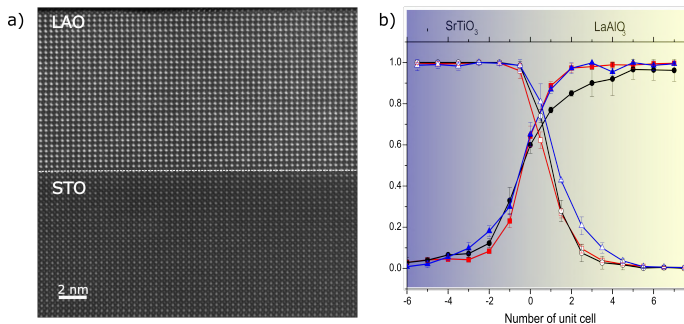 a)
LAO
STO
2 nm
b)
SrTiO3
LaAlO3
1.0
0.8
0.6
0.4
0.2
0.0
-6 -4 -2 0 2 4 6
Number of unit cell